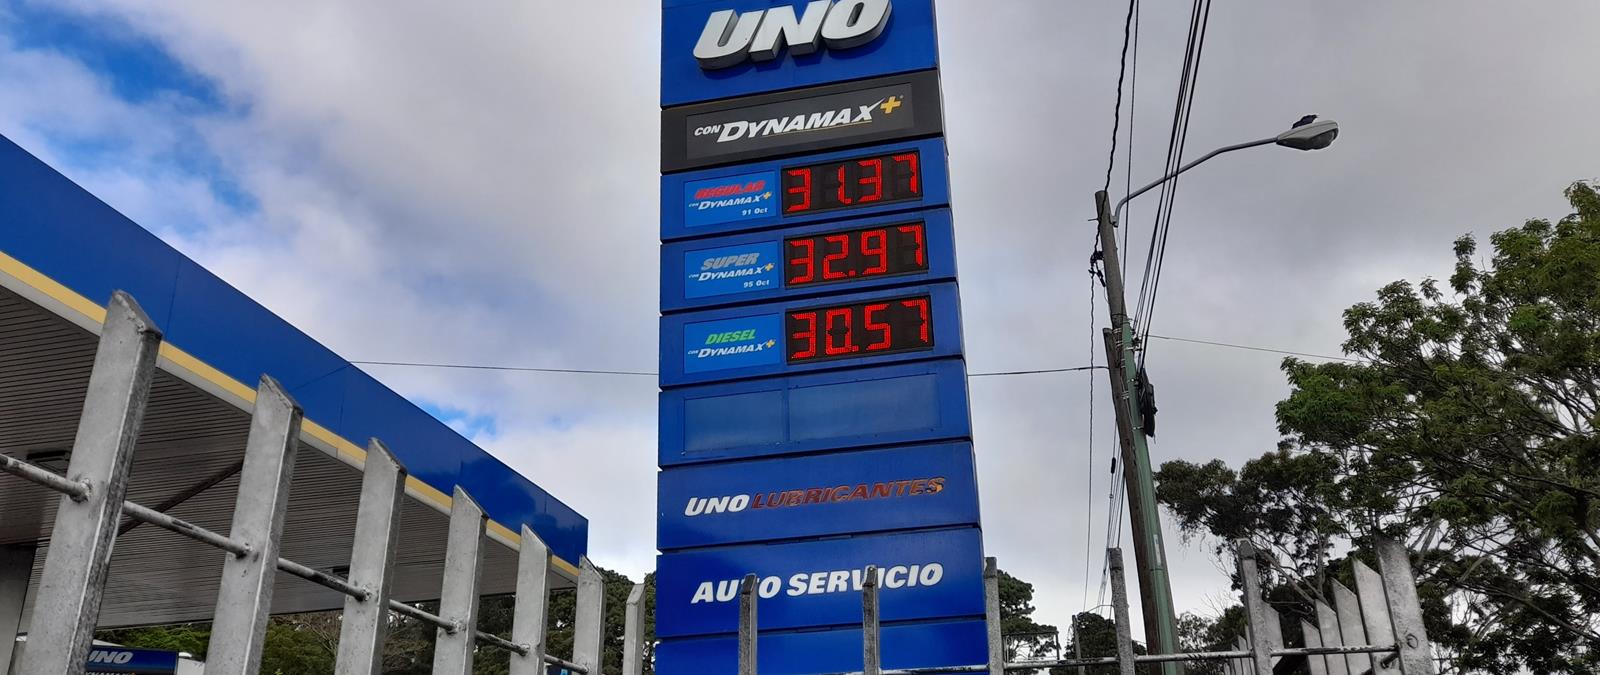 UNO
CON DYNAMAX+
REGULAR 31.37
CON DYNAMAX+
91 Oct
SUPER 32.97
CON DYNAMAX+
95 Oct
DIESEL 30.57
CON DYNAMAX+
UNO LUBRICANTES
AUTO SERVICIO
UNO
DYNAMAX+